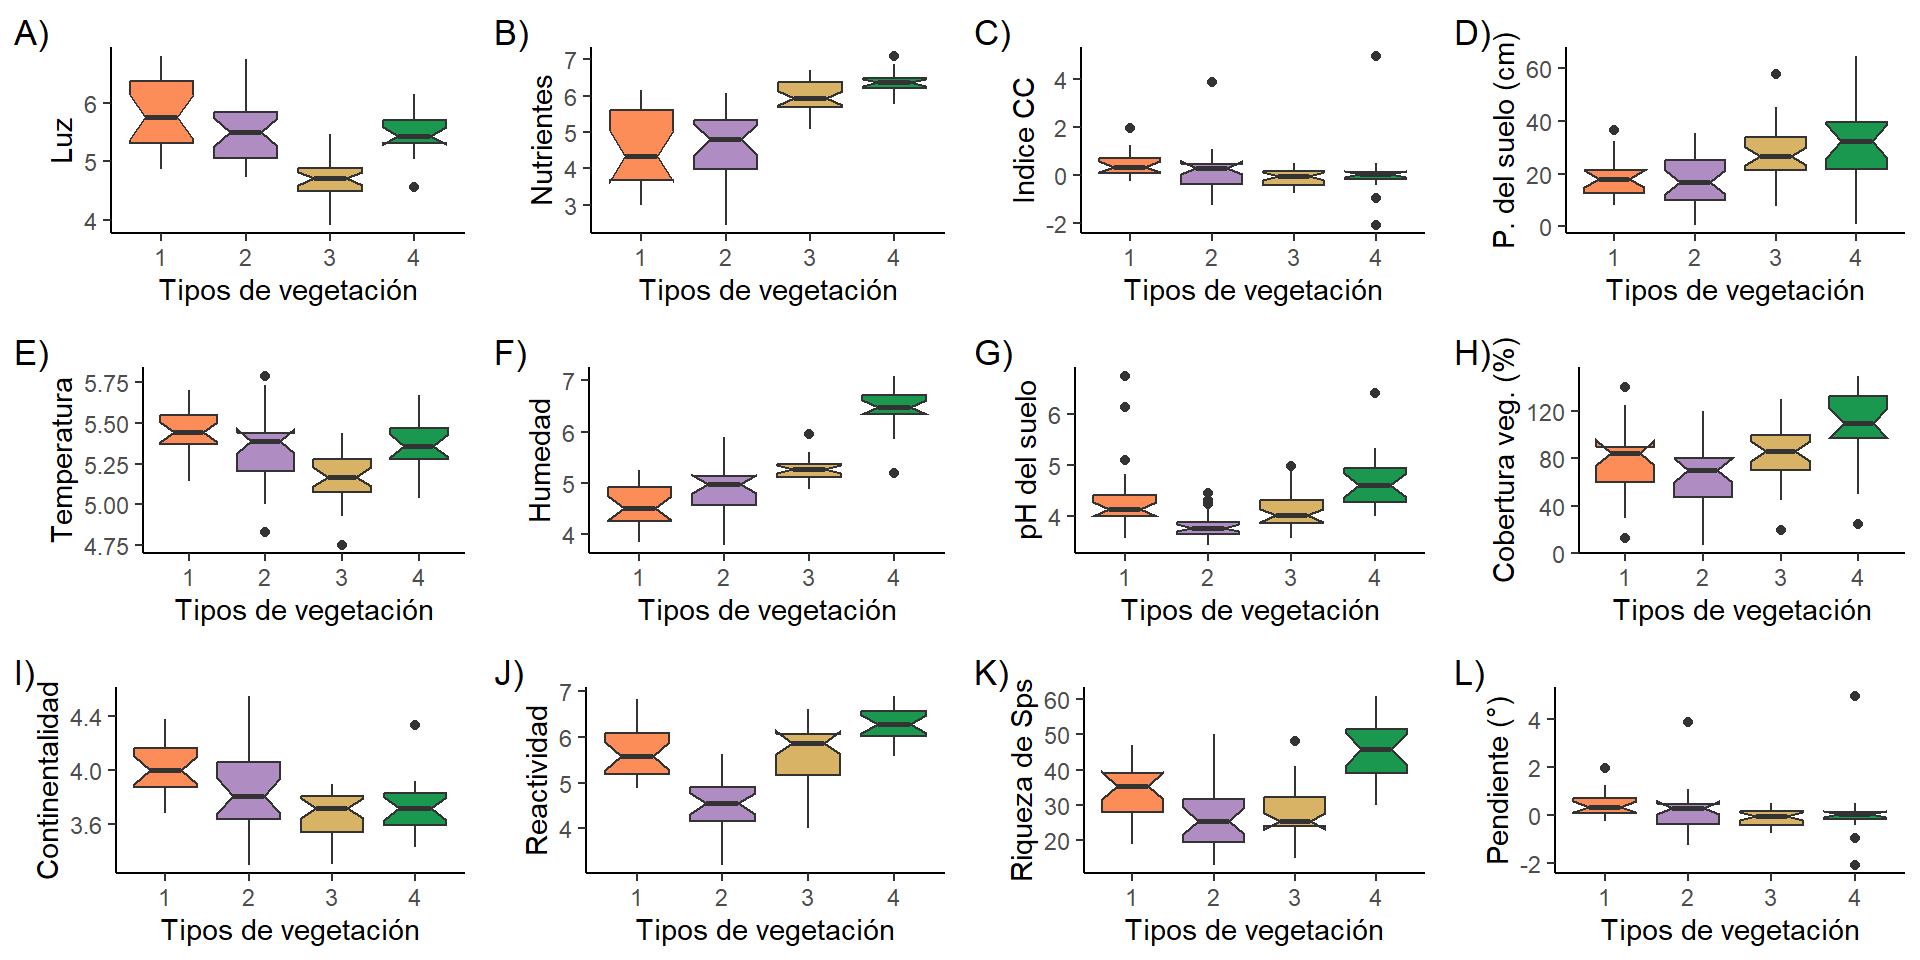 A)
Luz
6
5
4
1 2 3 4
Tipos de vegetación
B)
Nutrientes
7
6
5
4
3
1 2 3 4
Tipos de vegetación
C)
Indice CC
4
2
0
-2
1 2 3 4
Tipos de vegetación
D)
P. del suelo (cm)
60
40
20
0
1 2 3 4
Tipos de vegetación
E)
Temperatura
5.75
5.50
5.25
5.00
4.75
1 2 3 4
Tipos de vegetación
F)
Humedad
7
6
5
4
1 2 3 4
Tipos de vegetación
G)
pH del suelo
6
5
4
1 2 3 4
Tipos de vegetación
H)
Cobertura veg. (%)
120
80
40
0
1 2 3 4
Tipos de vegetación
I)
Continentalidad
4.4
4.0
3.6
1 2 3 4
Tipos de vegetación
J)
Reactividad
7
6
5
4
1 2 3 4
Tipos de vegetación
K)
Riqueza de Sps
60
50
40
30
20
1 2 3 4
Tipos de vegetación
L)
Pendiente (°)
4
2
0
-2
1 2 3 4
Tipos de vegetación